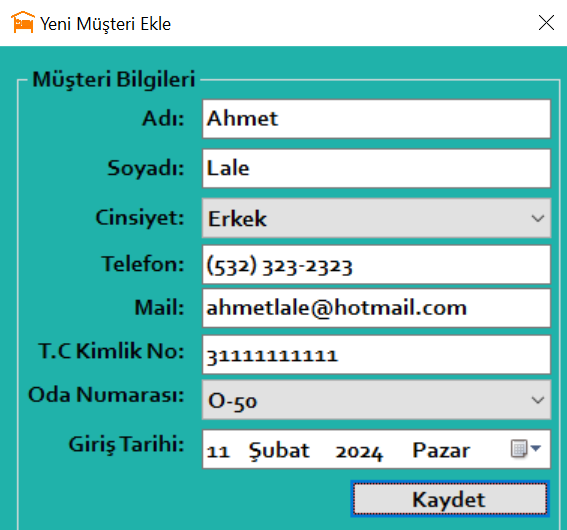 Yeni Müşteri Ekle
Müşteri Bilgileri
Adı: Ahmet
Soyadı: Lale
Cinsiyet: Erkek
Telefon: (532) 323-2323
Mail: ahmetlale@hotmail.com
T.C Kimlik No: 31111111111
Oda Numarası: O-50
Giriş Tarihi: 11 Şubat 2024 Pazar
Kaydet